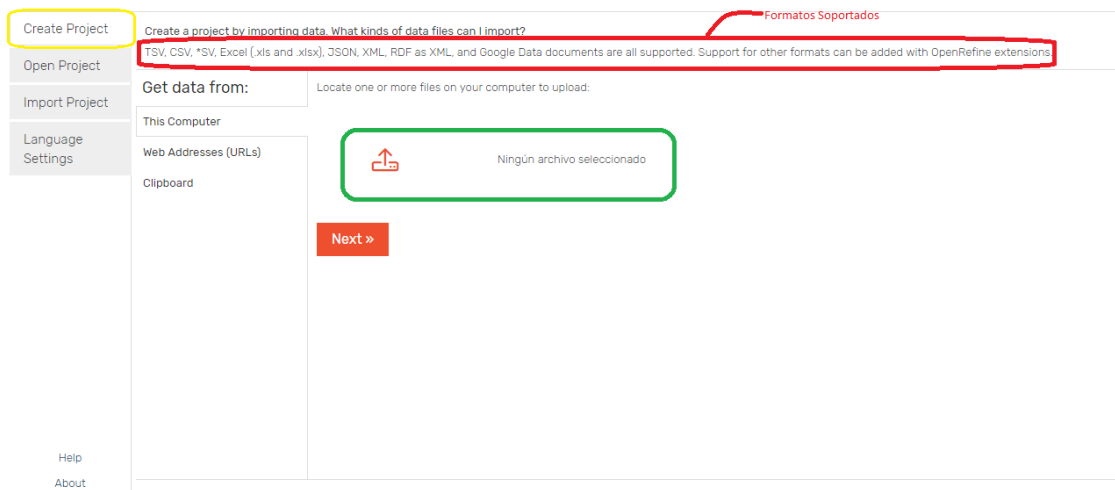 Formatos Soportados
Create Project
Create a project by importing data. What kinds of data files can I import?
TSV, CSV, *SV, Excel (.xls and .xlsx), JSON, XML, RDF as XML, and Google Data documents are all supported. Support for other formats can be added with OpenRefine extensions.
Open Project
Import Project
Language
Settings
Get data from:
Locate one or more files on your computer to upload:
This Computer
Web Addresses (URLs)
Clipboard
Ningún archivo seleccionado
Next »
Help
About